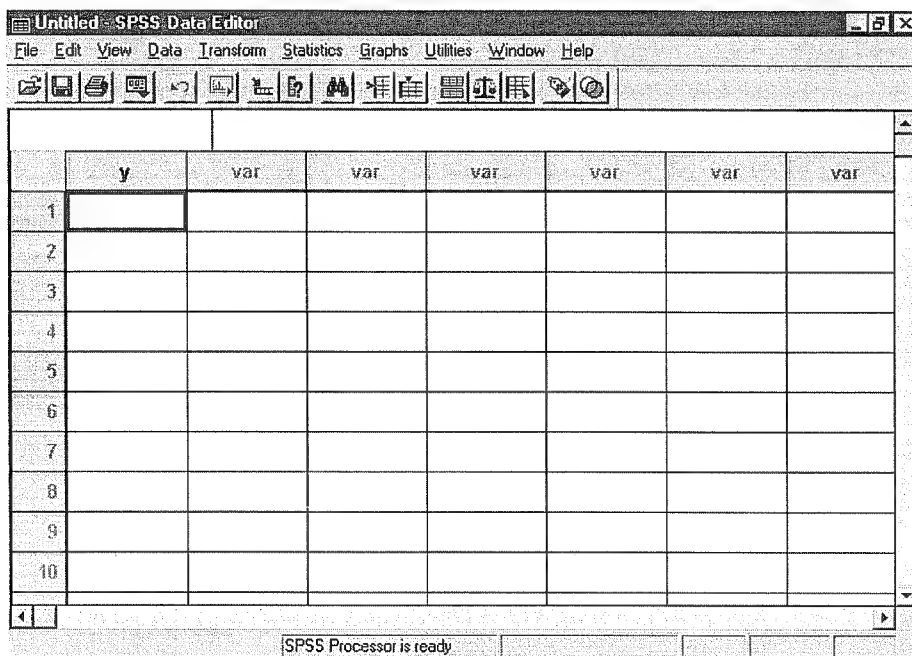 Untitled - SPSS Data Editor
File Edit View Data Transform Statistics Graphs Utilities Window Help
y var var var var var var
1
2
3
4
5
6
7
8
9
10
SPSS Processor is ready